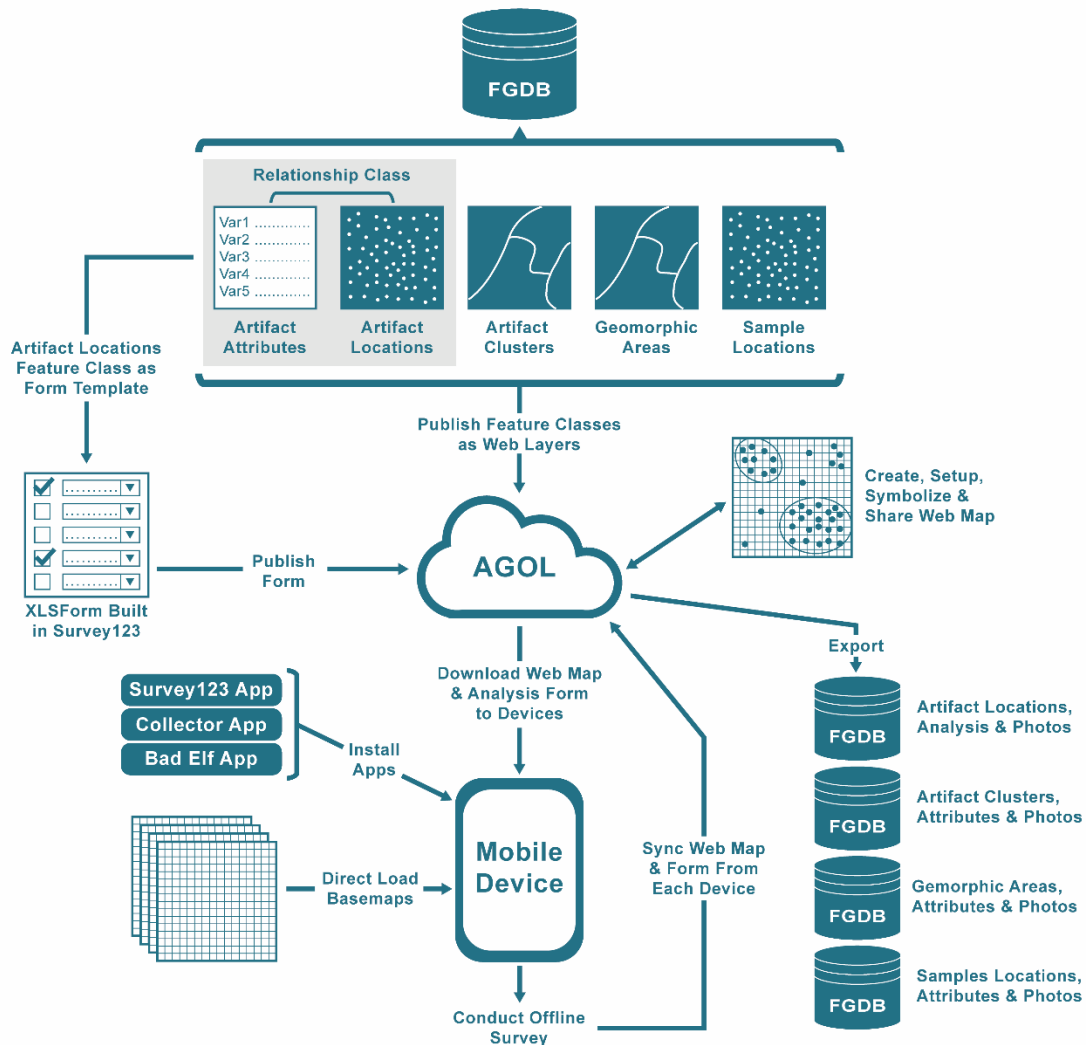 FGDB
Relationship Class
Var1 .............
Var2 .............
Var3 .............
Var4 .............
Var5 .............
Artifact
Attributes
Artifact
Locations
Artifact
Clusters
Geomorphic
Areas
Sample
Locations
Artifact Locations
Feature Class as
Form Template
Publish Feature Classes
as Web Layers
Create, Setup,
Symbolize &
Share Web Map
AGOL
Publish
Form
XLSForm Built
in Survey123
Export
Download Web Map
& Analysis Form
to Devices
Survey123 App
Collector App
Bad Elf App
Install
Apps
Mobile
Device
Direct Load
Basemaps
Sync Web Map
& Form From
Each Device
Conduct Offline
Survey
FGDB
Artifact Locations,
Analysis & Photos
FGDB
Artifact Clusters,
Attributes & Photos
FGDB
Gemorphic Areas,
Attributes & Photos
FGDB
Samples Locations,
Attributes & Photos